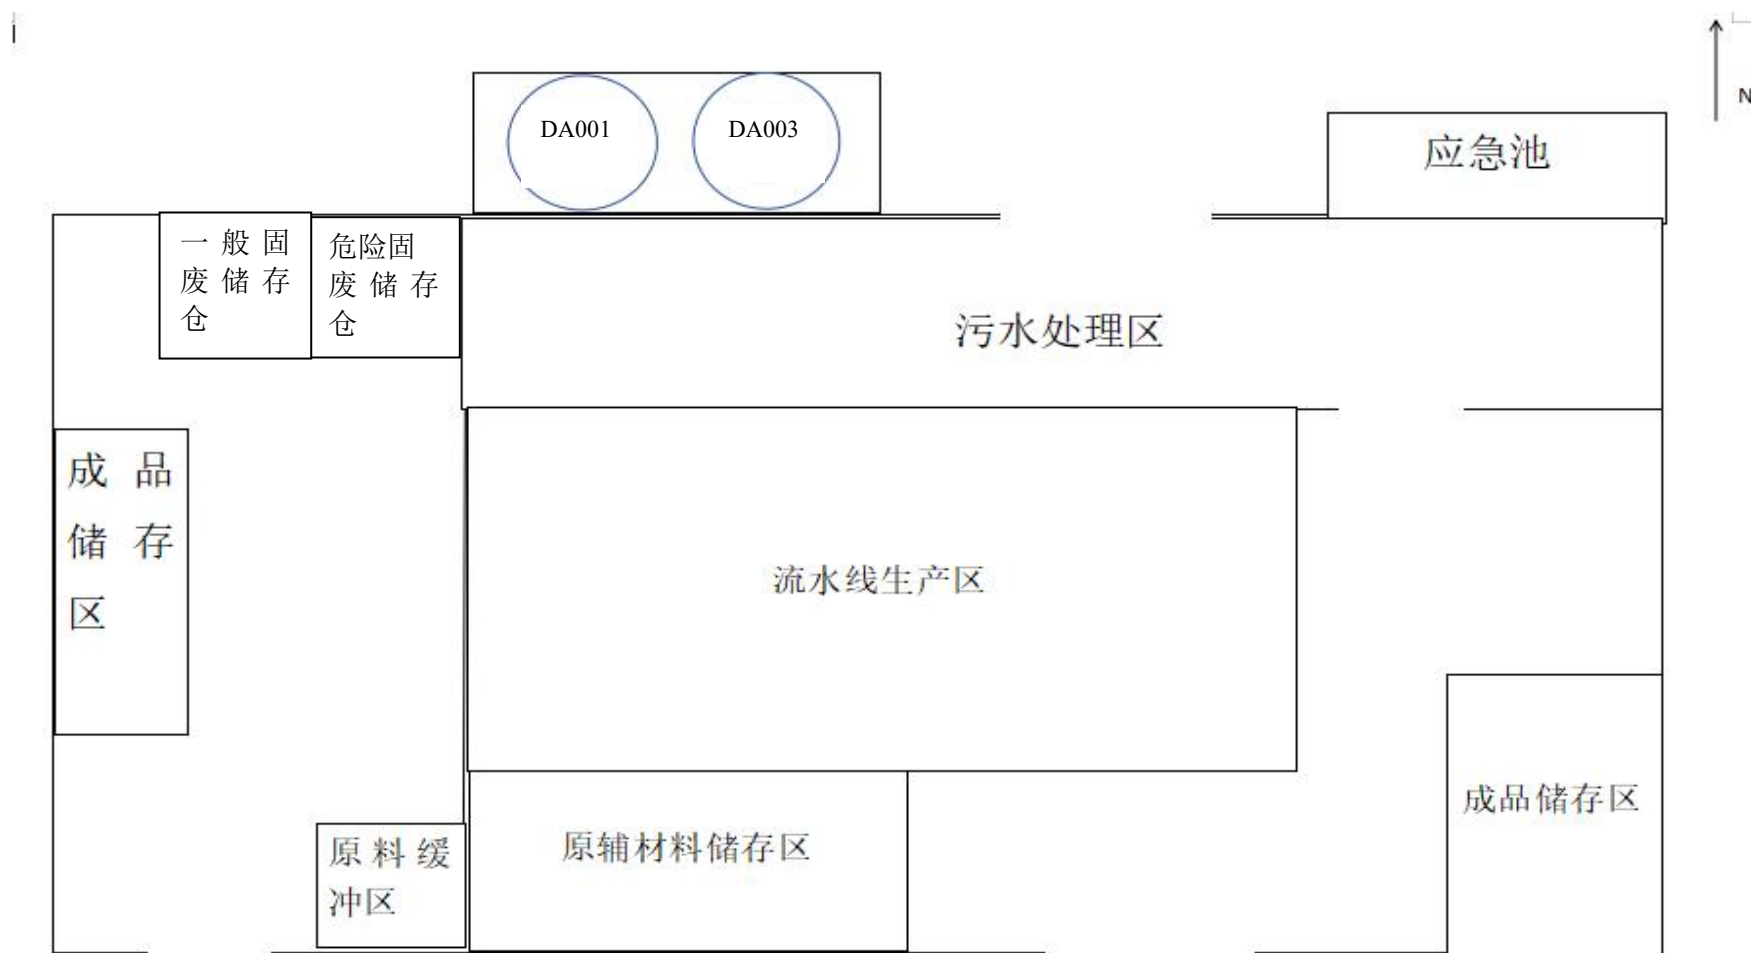 N
DA001
DA003
应急池
一般固
废储存
仓
危险固
废储存
仓
污水处理区
成品
储存
区
流水线生产区
成品储存区
原料缓
冲区
原辅材料储存区